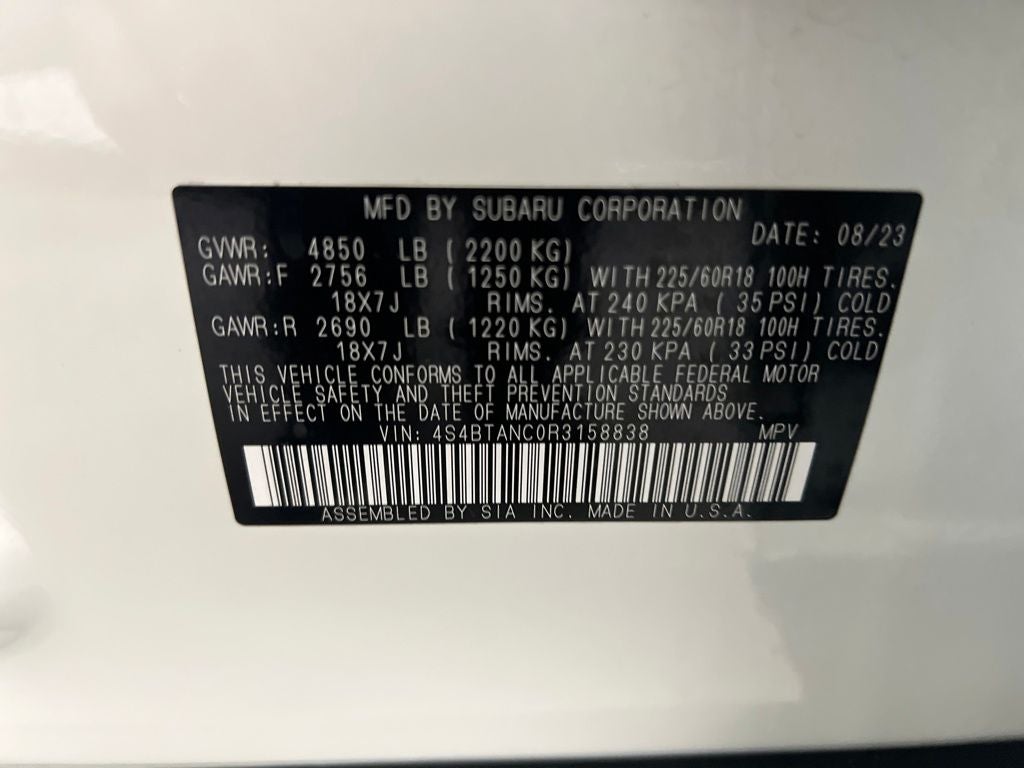 MFD BY SUBARU CORPORATION
DATE: 08/23
GVWR: 4850 LB (2200 KG)
GAWR:F 2756 LB (1250 KG) WITH 225/60R18 100H TIRES.
18X7J RIMS. AT 240 KPA ( 35 PSI) COLD
GAWR:R 2690 LB (1220 KG) WITH 225/60R18 100H TIRES.
18X7J RIMS. AT 230 KPA ( 33 PSI) COLD
THIS VEHICLE CONFORMS TO ALL APPLICABLE FEDERAL MOTOR
VEHICLE SAFETY AND THEFT PREVENTION STANDARDS
IN EFFECT ON THE DATE OF MANUFACTURE SHOWN ABOVE.
VIN: 4S4BTANC0R3158838 MPV
ASSEMBLED BY SIA INC. MADE IN U.S.A.